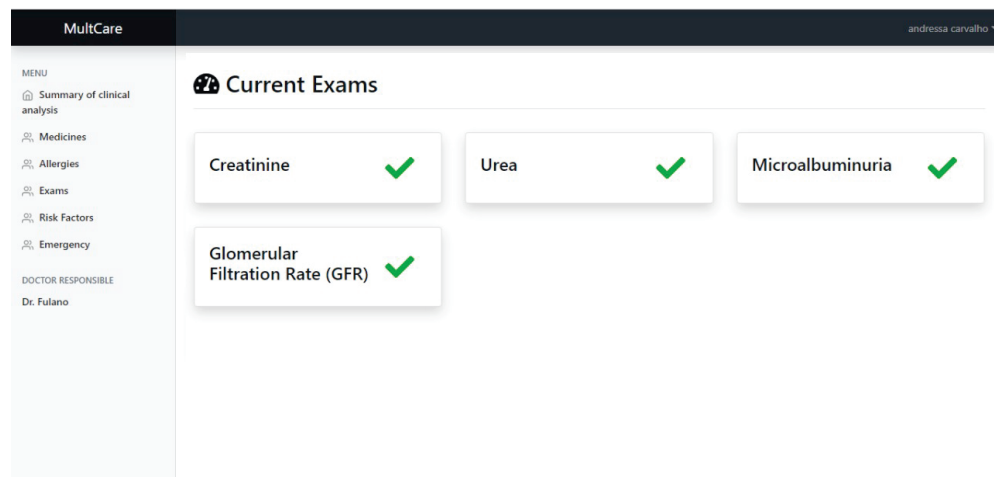 MultCare
andressa carvalho
MENU
Summary of clinical
analysis
Medicines
Allergies
Exams
Risk Factors
Emergency
DOCTOR RESPONSIBLE
Dr. Fulano
Current Exams
Creatinine
Urea
Microalbuminuria
Glomerular
Filtration Rate (GFR)